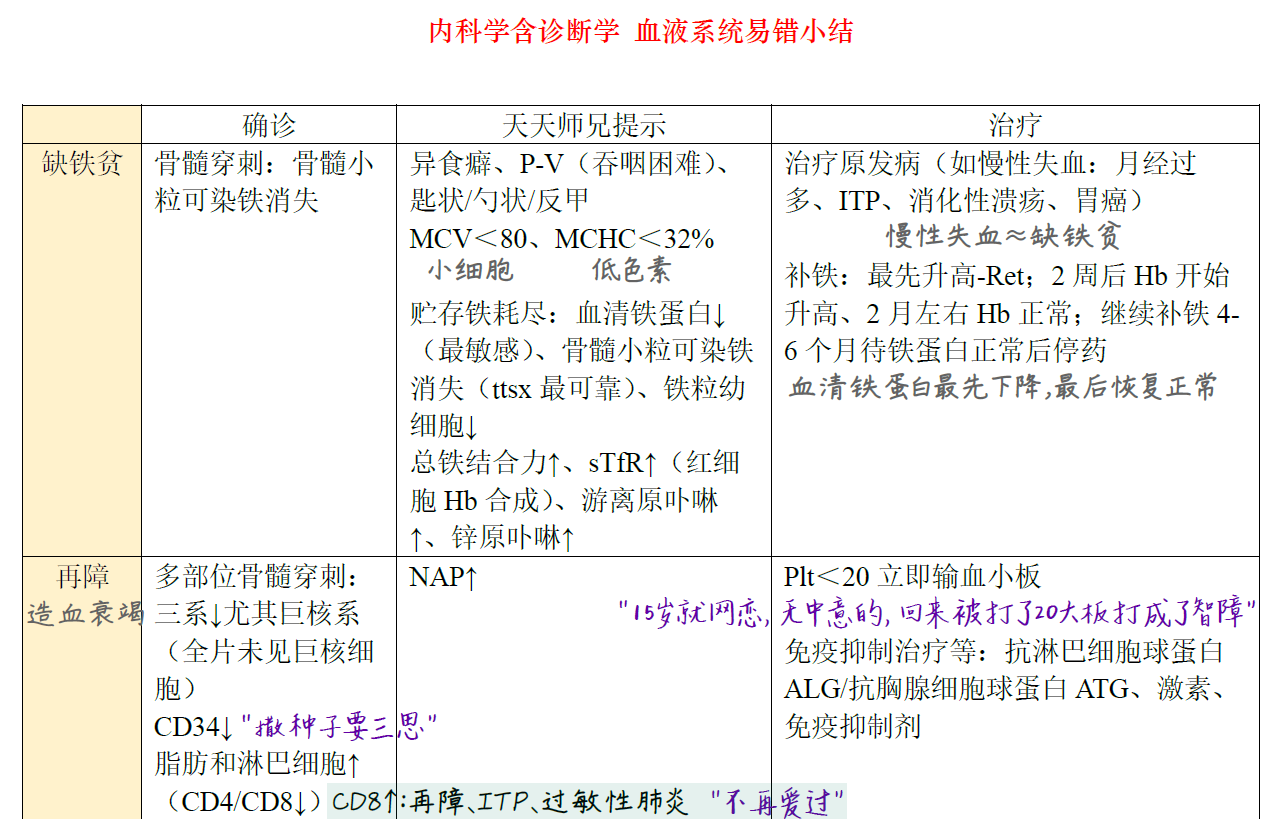 内科学含诊断学 血液系统易错小结
确诊
天天师兄提示
治疗
缺铁贫
骨髓穿刺：骨髓小
粒可染铁消失
异食癖、P-V（吞咽困难）、
匙状/勺状/反甲
MCV＜80、MCHC＜32%
小细胞 低色素
贮存铁耗尽：血清铁蛋白↓
（最敏感）、骨髓小粒可染铁
消失（ttsx 最可靠）、铁粒幼
细胞↓
总铁结合力↑、sTfR↑（红细
胞 Hb 合成）、游离原卟啉
↑、锌原卟啉↑
治疗原发病（如慢性失血：月经过
多、ITP、消化性溃疡、胃癌）
慢性失血≈缺铁贫
补铁：最先升高-Ret；2 周后 Hb 开始
升高、2 月左右 Hb 正常；继续补铁 4-
6 个月待铁蛋白正常后停药
血清铁蛋白最先下降,最后恢复正常
再障
造血衰竭
多部位骨髓穿刺：
三系↓尤其巨核系
（全片未见巨核细
胞）
CD34↓ "撒种子要三思"
脂肪和淋巴细胞↑
（CD4/CD8↓） CD8↑:再障、ITP、过敏性肺炎 "不再爱过"
NAP↑
Plt＜20 立即输血小板
"15岁就网恋,无中意的,回来被打了20大板打成了智障"
免疫抑制治疗等：抗淋巴细胞球蛋白
ALG/抗胸腺细胞球蛋白 ATG、激素、
免疫抑制剂